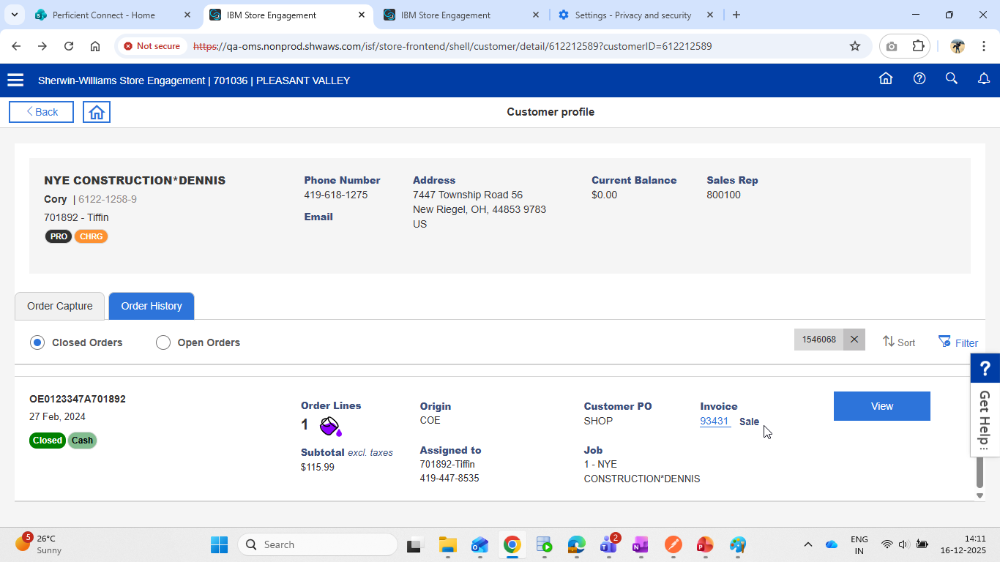 Perficient Connect - Home
IBM Store Engagement
IBM Store Engagement
Settings - Privacy and security
Not secure
https://qa-oms.nonprod.shwaws.com/isf/store-frontend/shell/customer/detail/612212589?customerID=612212589
Sherwin-Williams Store Engagement | 701036 | PLEASANT VALLEY
Back
Customer profile
NYE CONSTRUCTION*DENNIS
Cory | 6122-1258-9
701892 - Tiffin
PRO CHRG
Phone Number
419-618-1275
Email
Address
7447 Township Road 56
New Riegel, OH, 44853 9783
US
Current Balance
$0.00
Sales Rep
800100
Order Capture
Order History
Closed Orders
Open Orders
1546068
Sort
Filter
OE0123347A701892
27 Feb, 2024
Closed Cash
Order Lines
1
Subtotal excl. taxes
$115.99
Origin
COE
Assigned to
701892-Tiffin
419-447-8535
Customer PO
SHOP
Job
1 - NYE
CONSTRUCTION*DENNIS
Invoice
93431 Sale
View
?
Get Help
5
26°C
Sunny
Search
2
ENG
IN
14:11
16-12-2025